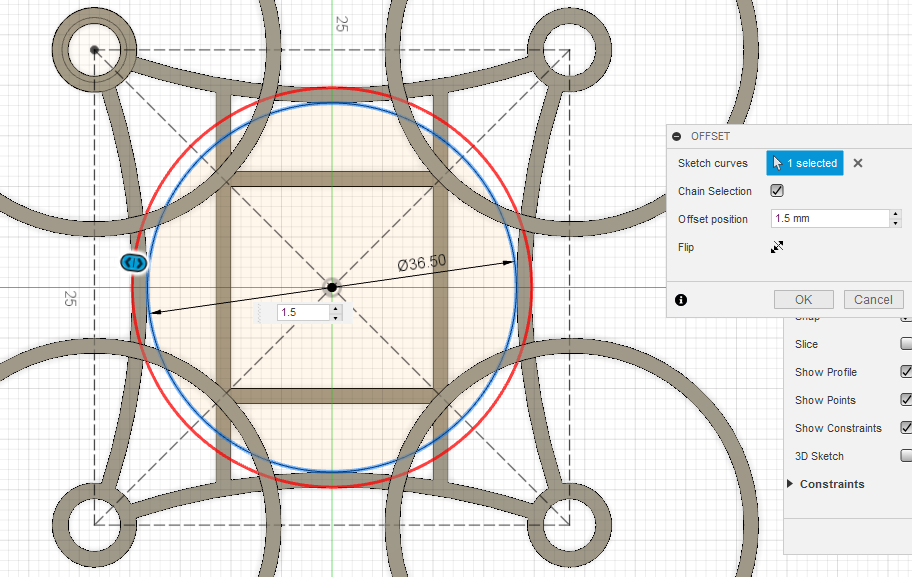 25
OFFSET
Sketch curves 1 selected
Chain Selection
Offset position 1.5 mm
Flip
Ø36.50
25
1.5
OK Cancel
Snap
Slice
Show Profile
Show Points
Show Constraints
3D Sketch
Constraints